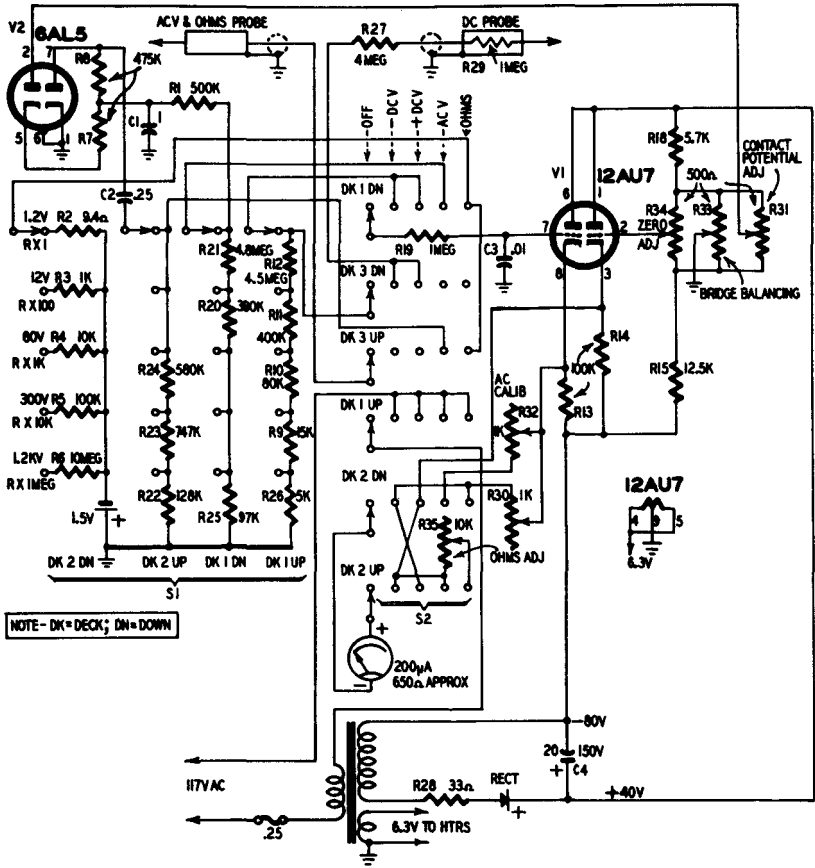 V2
6AL5
2 7
5 6 1
R8
475K
R7
C1
.1
R1 500K
C2 .25
ACV & OHMS PROBE
R27
4 MEG
DC PROBE
R29 1MEG
-OFF
-DCV
+DCV
-ACV
OHMS
DK 1 DN
R19 1MEG
C3 .01
DK 3 DN
DK 3 UP
DK 1 UP
DK 2 DN
DK 2 UP
V1
12AU7
6 1
7 2
8 3
R18 5.7K
CONTACT
POTENTIAL
ADJ
500Ω
R34
ZERO
ADJ
R33
R31
BRIDGE BALANCING
R14
100K
R13
R15 12.5K
1.2V R2 9.4Ω
R X 1
12V R3 1K
R X 100
60V R4 10K
R X 1K
300V R5 100K
R X 10K
1.2KV R6 10MEG
R X 1MEG
1.5V
+
R24 580K
R23 747K
R22 128K
R21 4.8MEG
R20 390K
R25 97K
R12
4.5MEG
R11
400K
R10
80K
R9 15K
R26 5K
DK 2 DN DK 2 UP DK 1 DN DK 1 UP
S1
AC
CALIB
R32
1K
R30 1K
R35 10K
OHMS ADJ
S2
12AU7
4 9 5
6.3V
NOTE- DK=DECK; DN=DOWN
+
200µA
650Ω APPROX
-
117V AC
.25
-80V
20 150V
+ C4
R28 33Ω
RECT
+
+40V
6.3V TO HTRS